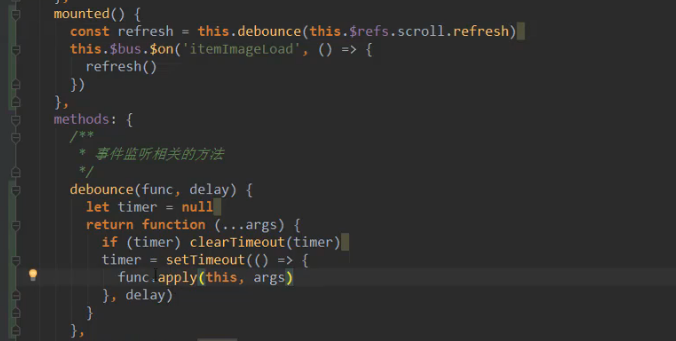 mounted() {
const refresh = this.debounce(this.$refs.scroll.refresh)
this.$bus.$on('itemImageLoad', () => {
refresh()
})
},
methods: {
/**
* 事件监听相关的方法
*/
debounce(func, delay) {
let timer = null
return function (...args) {
if (timer) clearTimeout(timer)
timer = setTimeout(() => {
func.apply(this, args)
}, delay)
}
},